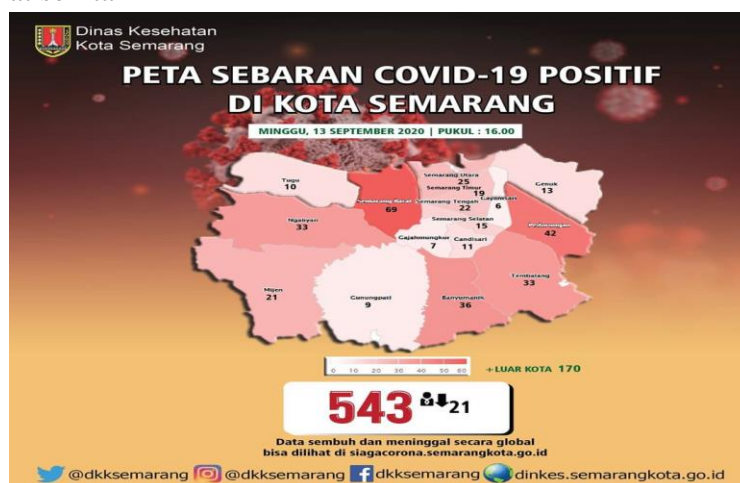 Dinas Kesehatan
Kota Semarang
PETA SEBARAN COVID-19 POSITIF
DI KOTA SEMARANG
MINGGU, 13 SEPTEMBER 2020 | PUKUL : 16.00
Tugu
10
Semarang Barat
69
Semarang Utara
25
Semarang Timur
19
Semarang Tengah
22
Gayamsari
6
Genuk
13
Ngaliyan
33
Semarang Selatan
15
Pedurungan
42
Gajahmungkur
7
Candisari
11
Mijen
21
Gunungpati
9
Banyumanik
36
Tembalang
33
0 10 20 30 40 50 60
+LUAR KOTA 170
543 21
Data sembuh dan meninggal secara global
bisa dilihat di siagacorona.semarangkota.go.id
@dkksemarang @dkksemarang dkksemarang dinkes.semarangkota.go.id